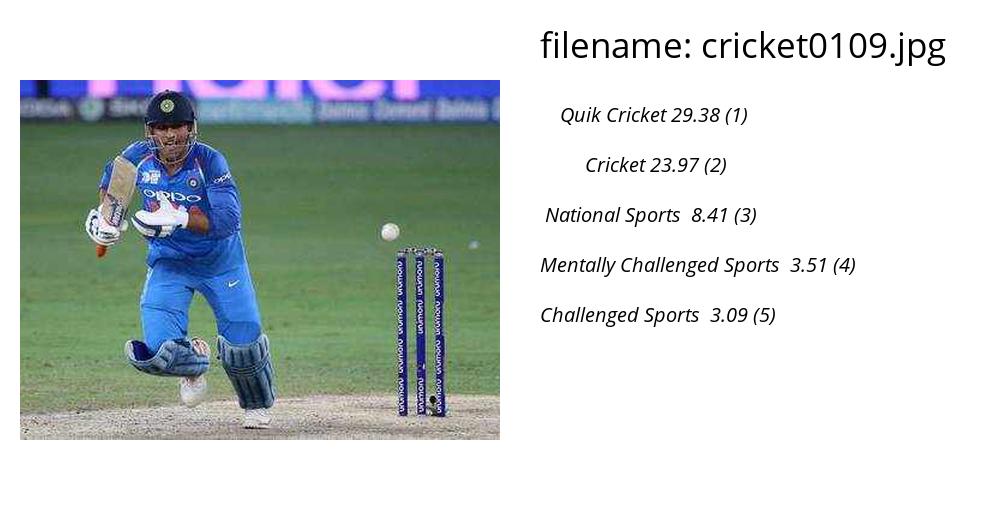 filename: cricket0109.jpg
Quik Cricket 29.38 (1)
Cricket 23.97 (2)
National Sports 8.41 (3)
Mentally Challenged Sports 3.51 (4)
Challenged Sports 3.09 (5)
oppo